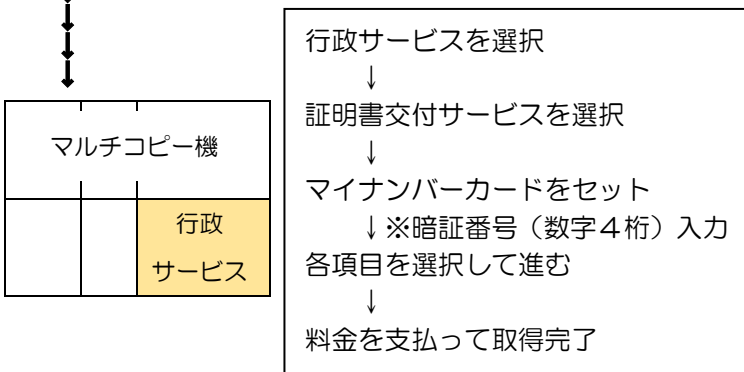 マルチコピー機
行政
サービス
行政サービスを選択
↓
証明書交付サービスを選択
↓
マイナンバーカードをセット
↓※暗証番号（数字４桁）入力
各項目を選択して進む
↓
料金を支払って取得完了